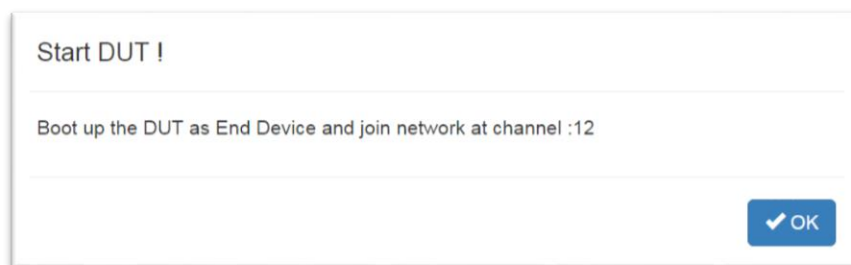 Start DUT !
Boot up the DUT as End Device and join network at channel :12
OK